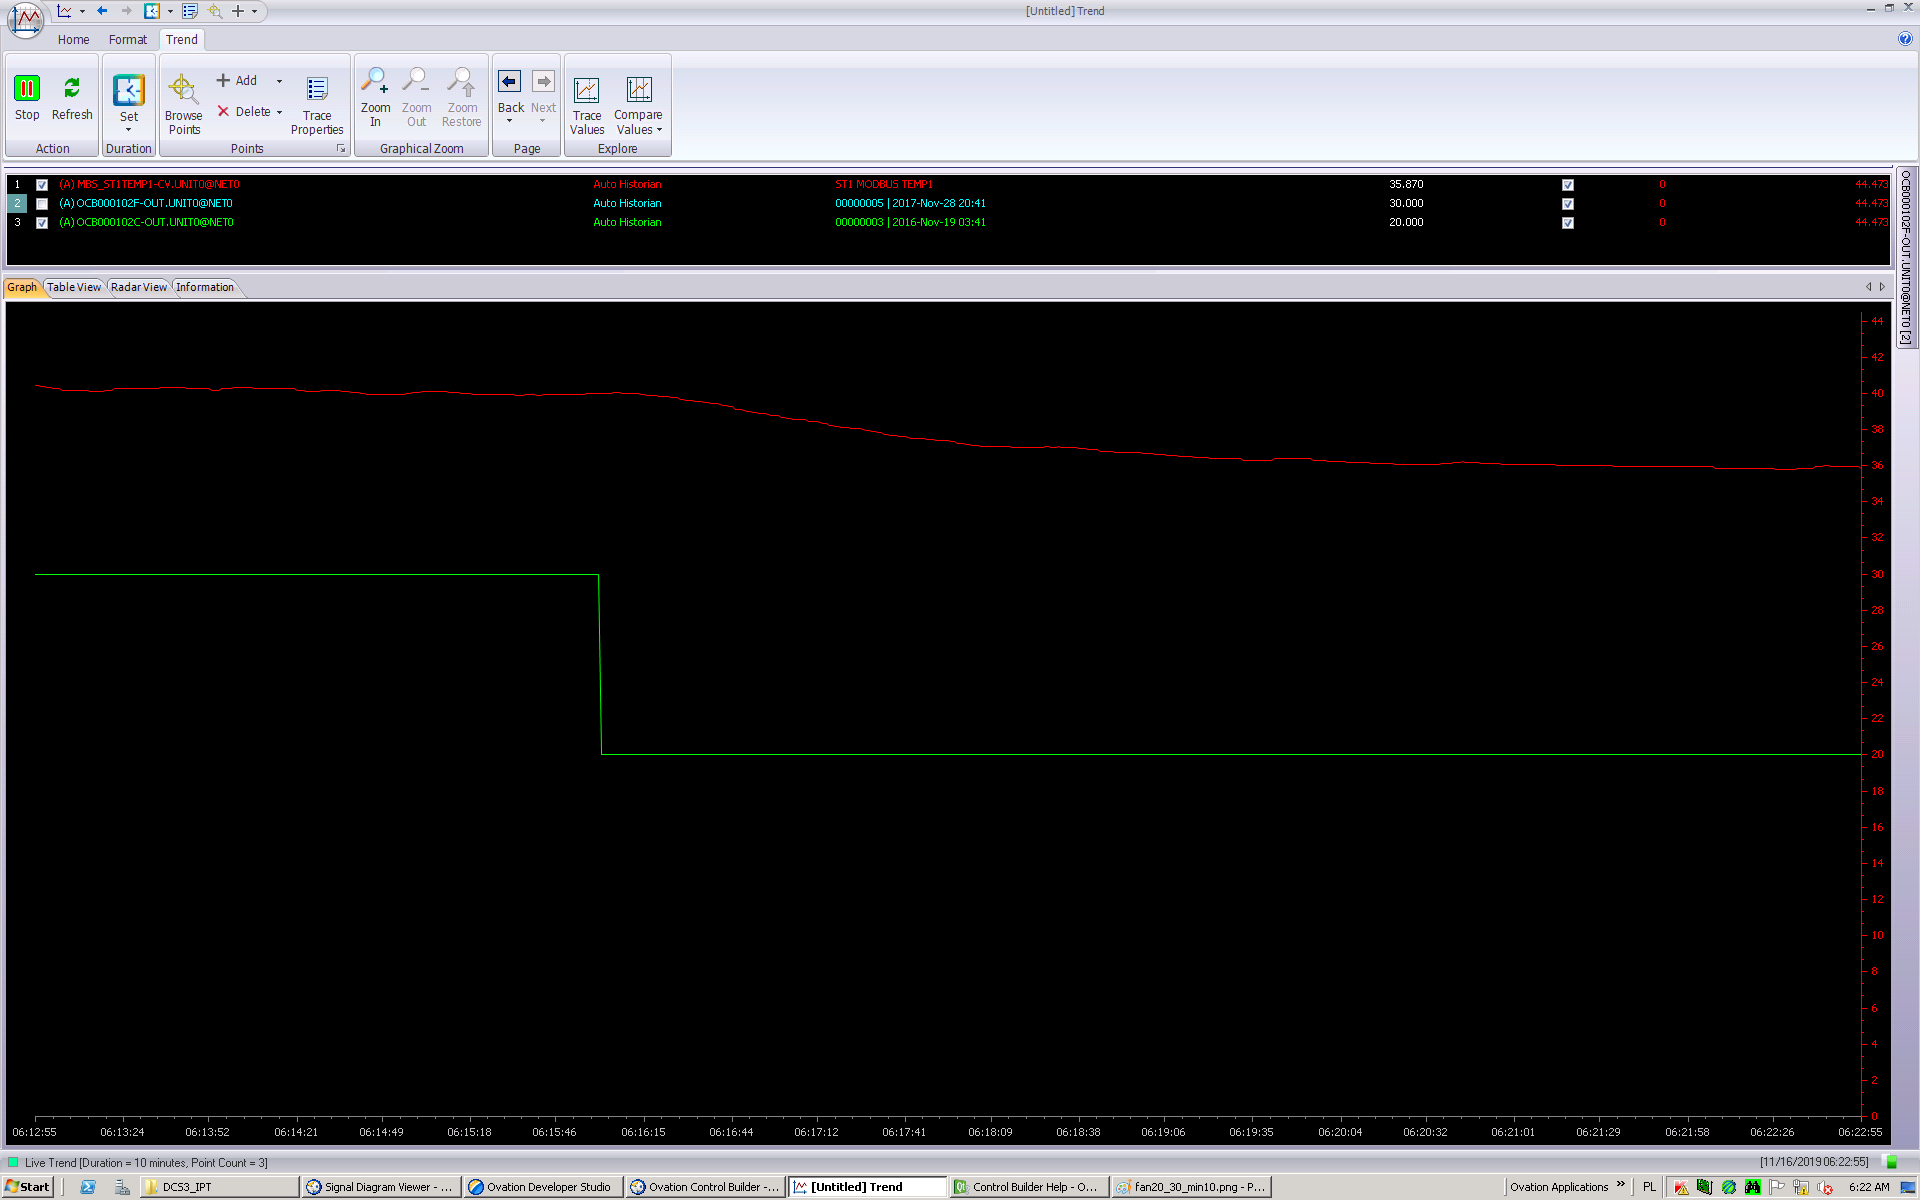 [Untitled] Trend
Home Format Trend
Stop Refresh Set Browse Points Add Delete Trace Properties Zoom In Zoom Out Zoom Restore Back Next Trace Values Compare Values
Action Duration Points Graphical Zoom Page Explore
1 (A) MBS_ST1TEMP1-CV.UNIT0@NET0 Auto Historian ST1 MODBUS TEMP1 35.870 0 44.473
2 (A) OCB000102F-OUT.UNIT0@NET0 Auto Historian 00000005 | 2017-Nov-28 20:41 30.000 0 44.473
3 (A) OCB000102C-OUT.UNIT0@NET0 Auto Historian 00000003 | 2016-Nov-19 03:41 20.000 0 44.473
OCB000102F-OUT.UNIT0@NET0 [2]
Graph Table View Radar View Information
44
42
40
38
36
34
32
30
28
26
24
22
20
18
16
14
12
10
8
6
4
2
0
06:12:55 06:13:24 06:13:52 06:14:21 06:14:49 06:15:18 06:15:46 06:16:15 06:16:44 06:17:12 06:17:41 06:18:09 06:18:38 06:19:06 06:19:35 06:20:04 06:20:32 06:21:01 06:21:29 06:21:58 06:22:26 06:22:55
Live Trend [Duration = 10 minutes, Point Count = 3] [11/16/2019 06:22:55]
Start DCS3_IPT Signal Diagram Viewer - ... Ovation Developer Studio Ovation Control Builder -... [Untitled] Trend Control Builder Help - O... fan20_30_min10.png - P... Ovation Applications » PL 6:22 AM